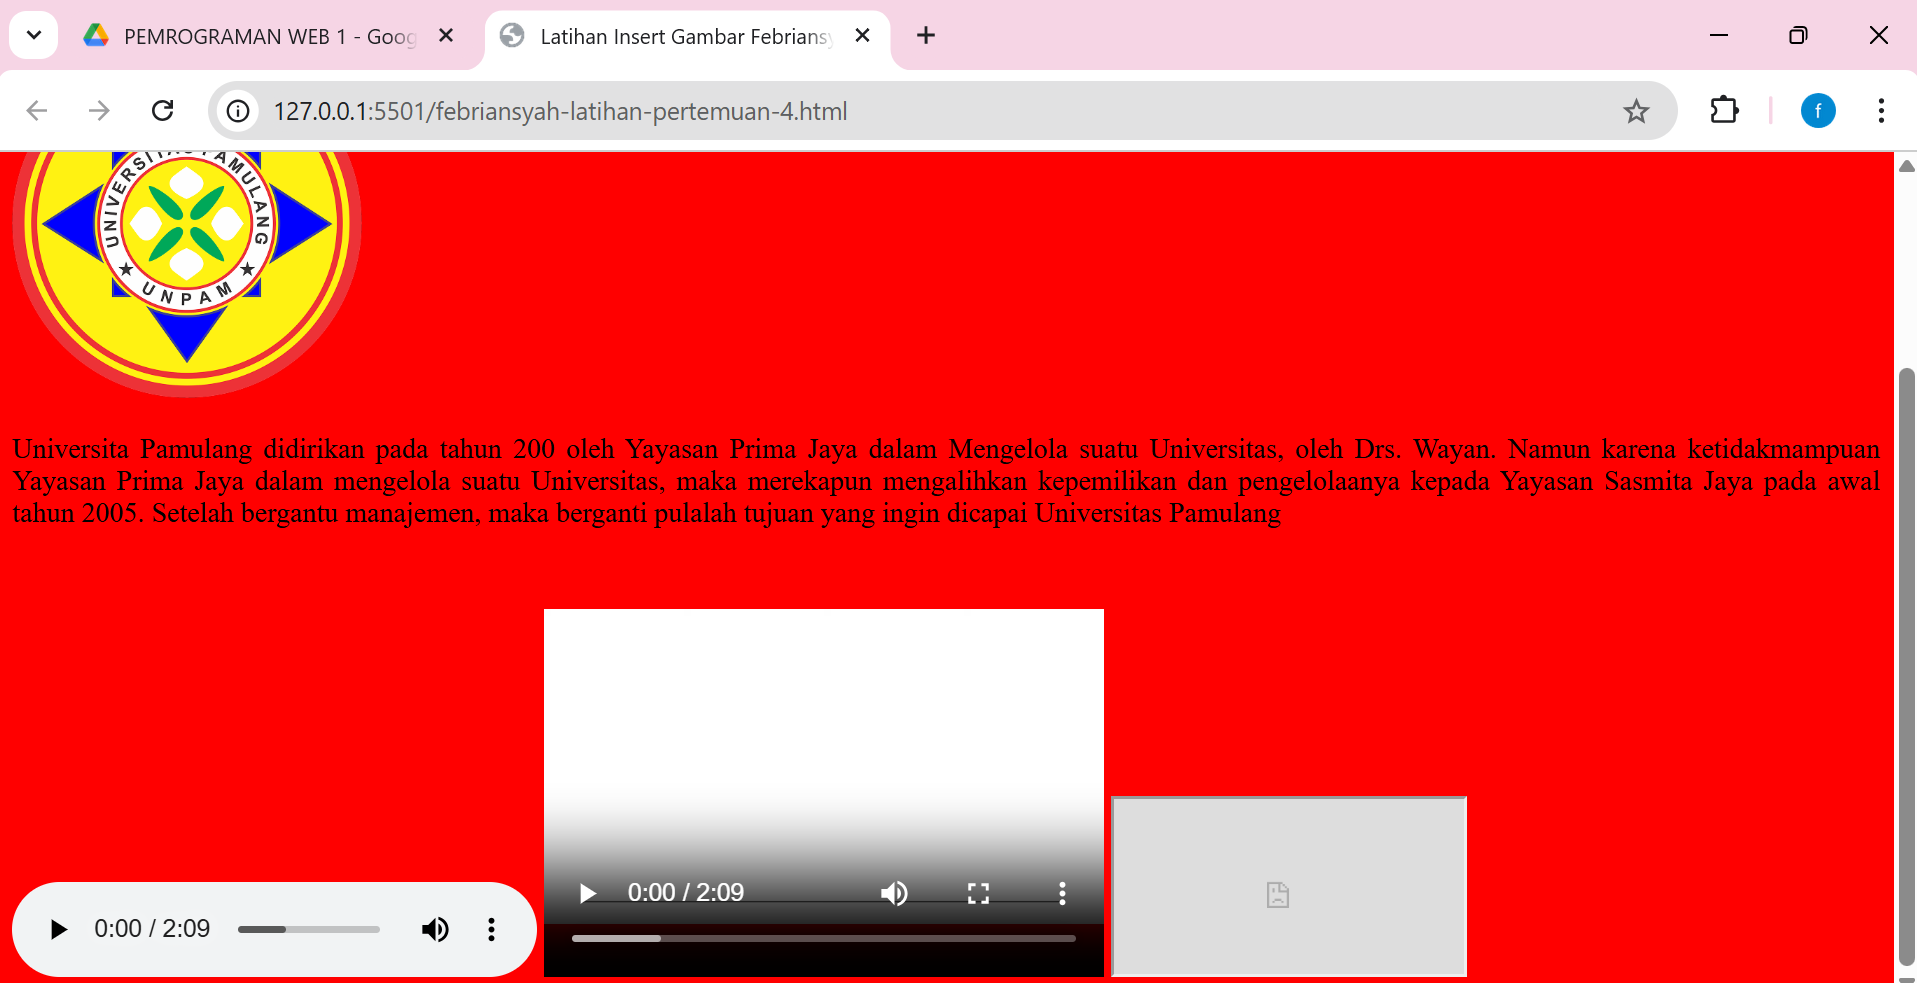 PEMROGRAMAN WEB 1 - Goog
Latihan Insert Gambar Febriansy
127.0.0.1:5501/febriansyah-latihan-pertemuan-4.html
f
UNIVERSITAS PAMULANG
UNPAM
Universita Pamulang didirikan pada tahun 200 oleh Yayasan Prima Jaya dalam Mengelola suatu Universitas, oleh Drs. Wayan. Namun karena ketidakmampuan
Yayasan Prima Jaya dalam mengelola suatu Universitas, maka merekapun mengalihkan kepemilikan dan pengelolaanya kepada Yayasan Sasmita Jaya pada awal
tahun 2005. Setelah bergantu manajemen, maka berganti pulalah tujuan yang ingin dicapai Universitas Pamulang
0:00 / 2:09
0:00 / 2:09